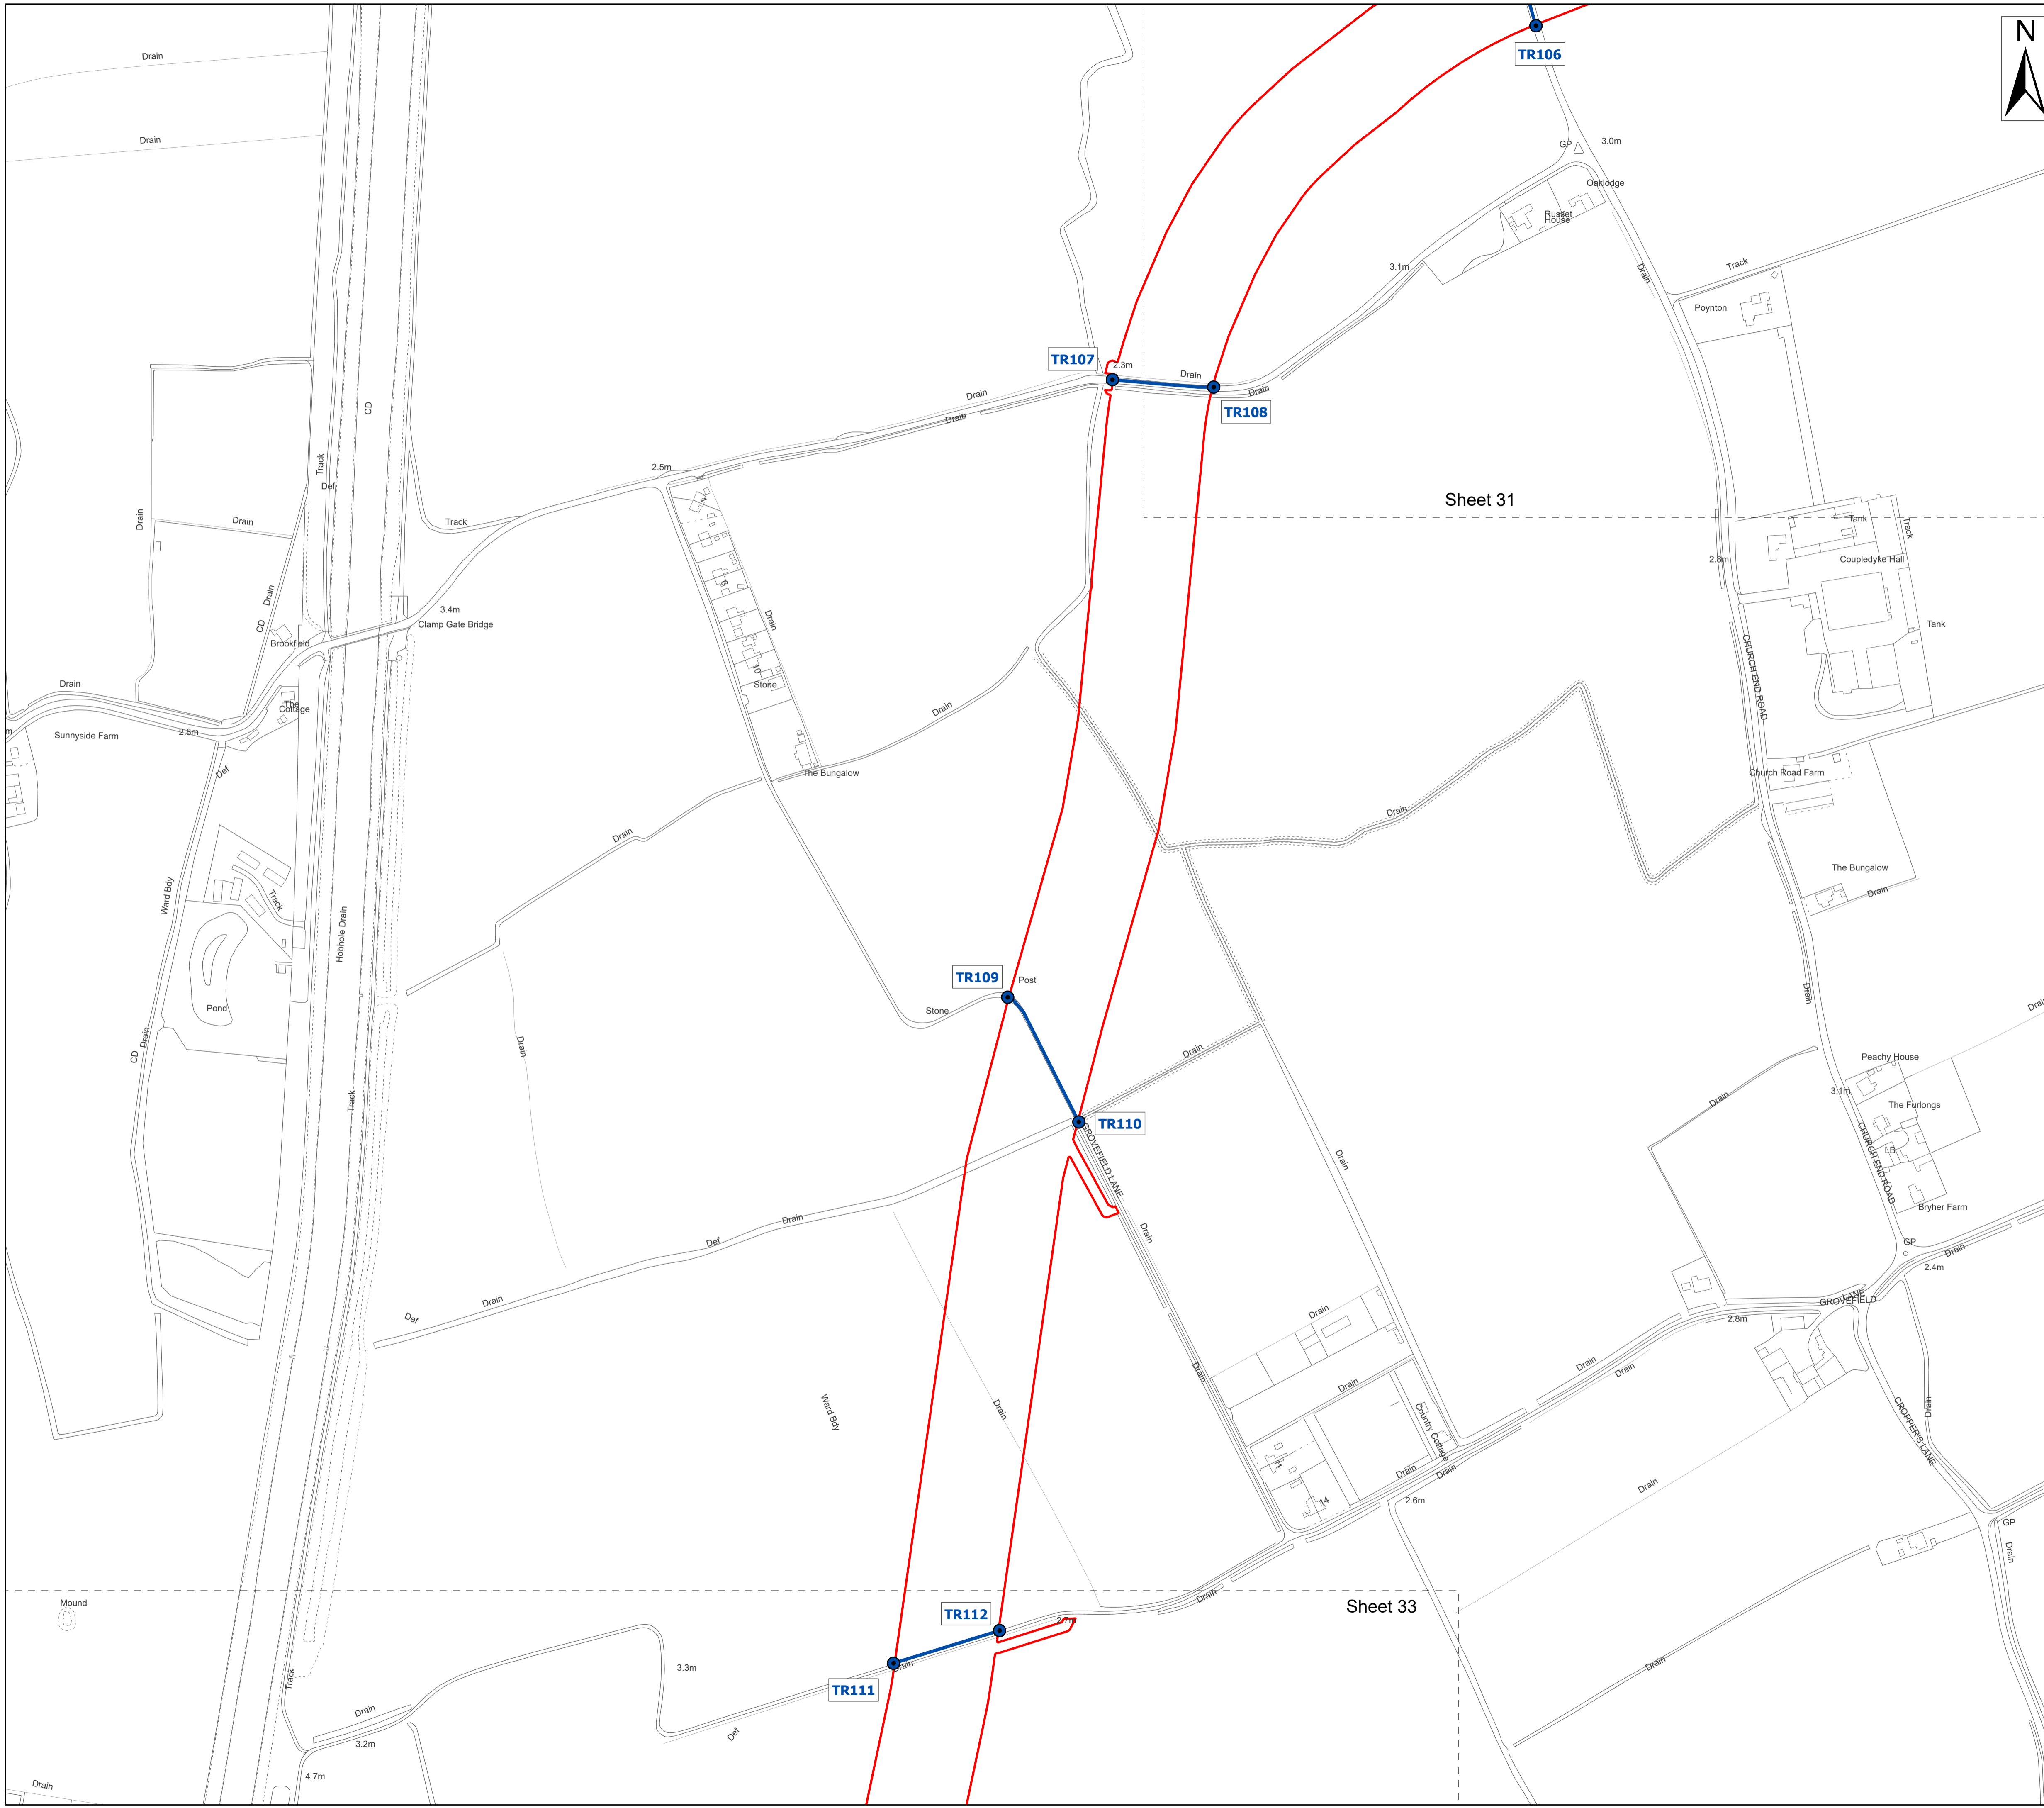 N
TR106
Drain
Drain
GP
3.0m
Oaklodge
Russet
House
3.1m
Drain
Track
Poynton
TR107
2.3m
Drain
TR108
Drain
Drain
Drain
CD
Track
Def
2.5m
Track
Sheet 31
4
Tank
Track
Coupledyke Hall
2.8m
Drain
Drain
Drain
CD
3.4m
Clamp Gate Bridge
Brookfield
6
Drain
Tank
CHURCH END ROAD
10
Stone
Drain
Drain
The
Cottage
Sunnyside Farm
2.8m
m
Def
The Bungalow
Church Road Farm
Drain
Drain
The Bungalow
Drain
Ward Bdy
Track
Hobhole Drain
TR109
Post
Stone
Pond
Drain
Drain
Drain
CD
Drain
Drain
Peachy House
3.1m
The Furlongs
Track
Drain
TR110
GROVEFIELD LANE
LB
CHURCH END ROAD
Bryher Farm
Drain
Drain
Def
Drain
GP
Drain
2.4m
Drain
Def
LANE
GROVEFIELD
2.8m
Drain
Drain
Drain
Drain
Drain
Ward Bdy
Drain
Country Cottage
Drain
CROPPER'S LANE
11
14
Drain
Drain
2.6m
Drain
GP
Drain
Mound
Sheet 33
Drain
TR112
2.7m
Drain
TR111
3.3m
Drain
Track
Drain
Def
3.2m
4.7m
Drain